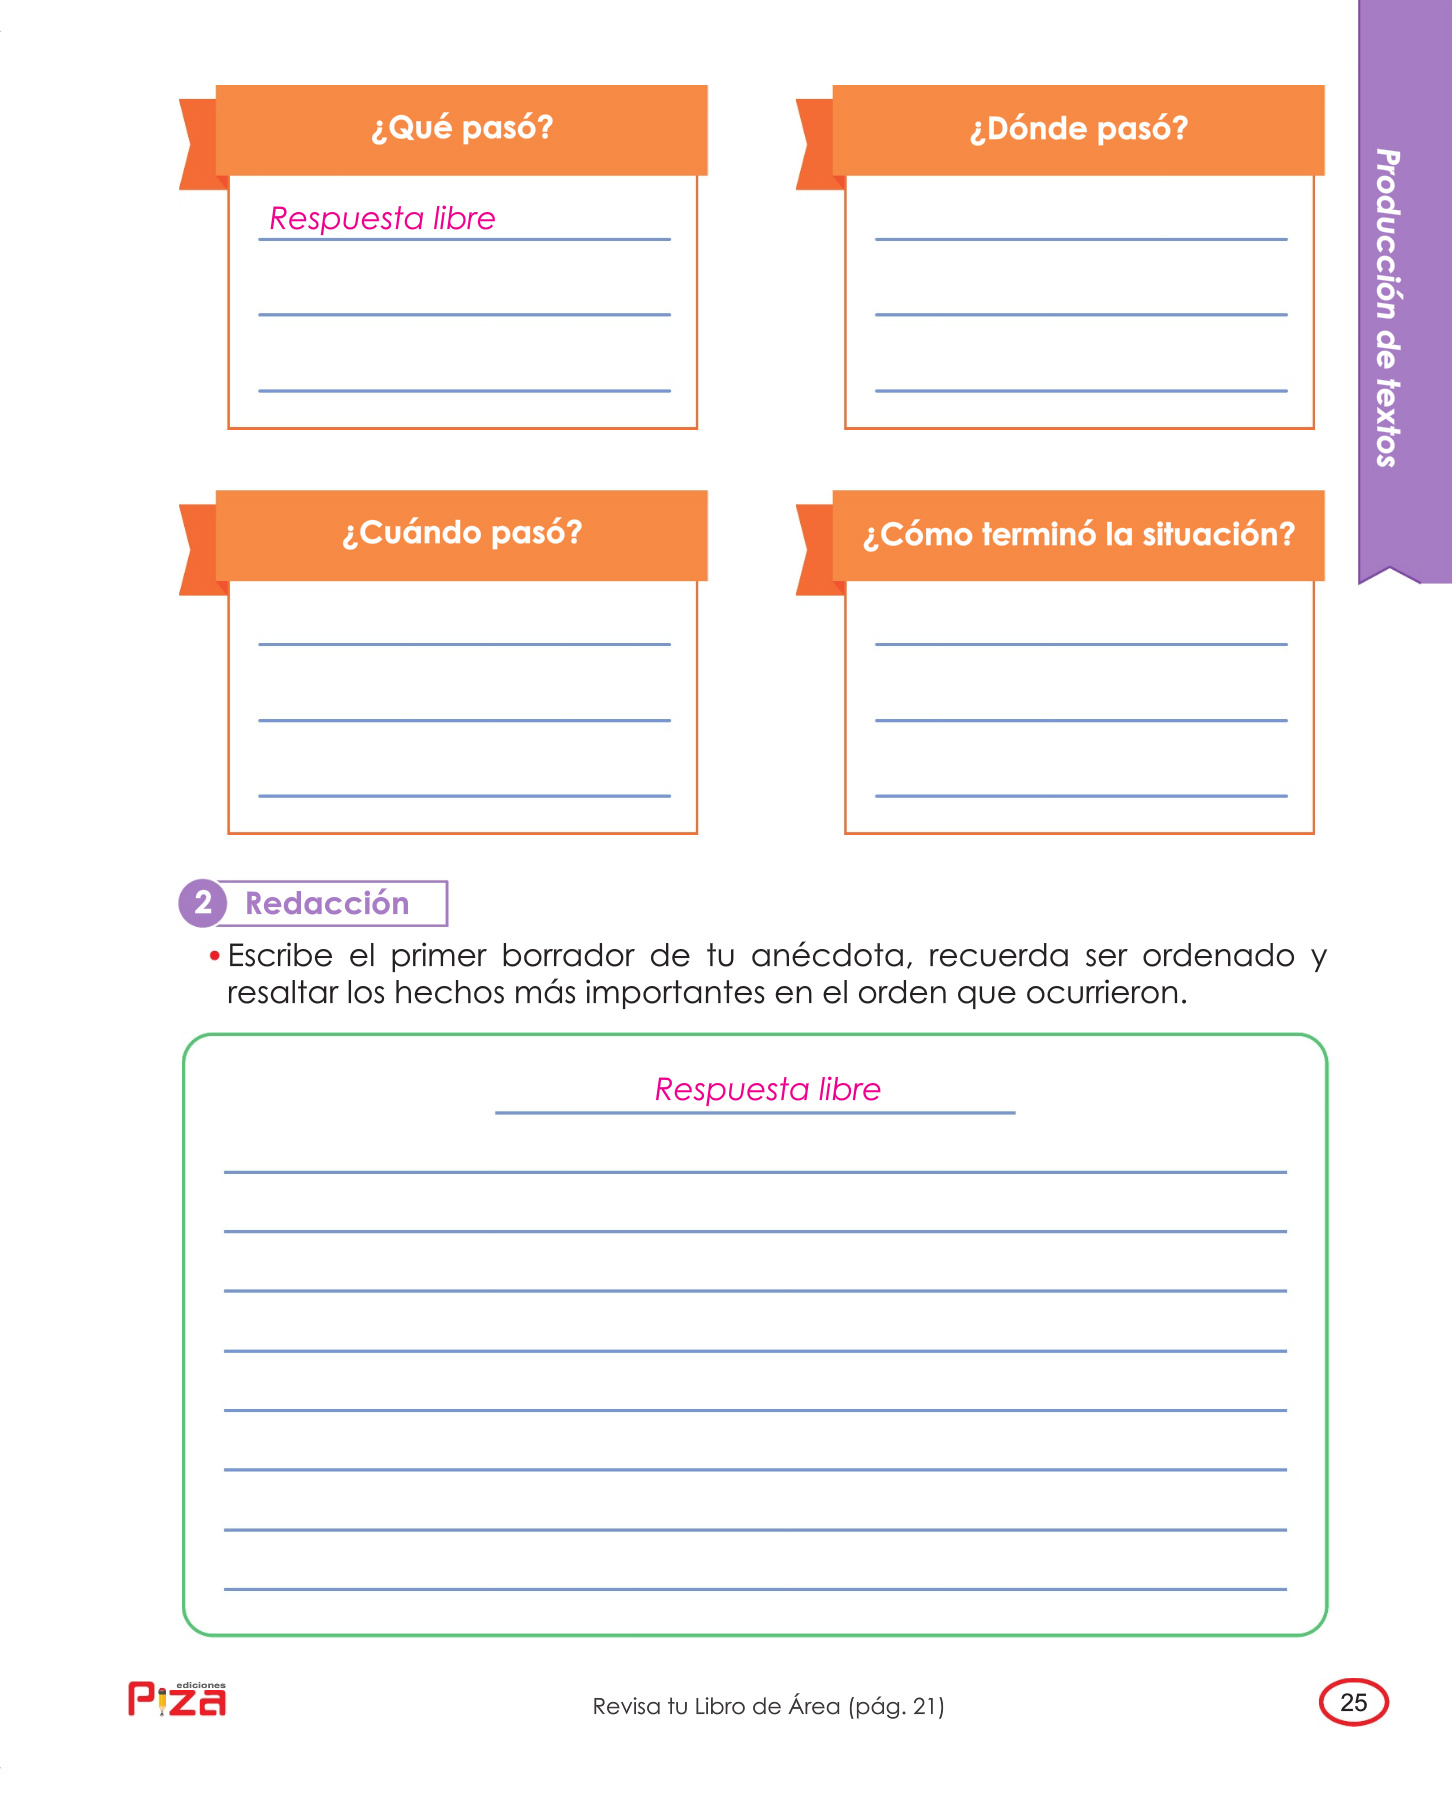 ¿Qué pasó?
Respuesta libre
¿Dónde pasó?
Producción de textos
¿Cuándo pasó?
¿Cómo terminó la situación?
2 Redacción
• Escribe el primer borrador de tu anécdota, recuerda ser ordenado y
resaltar los hechos más importantes en el orden que ocurrieron.
Respuesta libre
ediciones
Piza
Revisa tu Libro de Área (pág. 21)
25